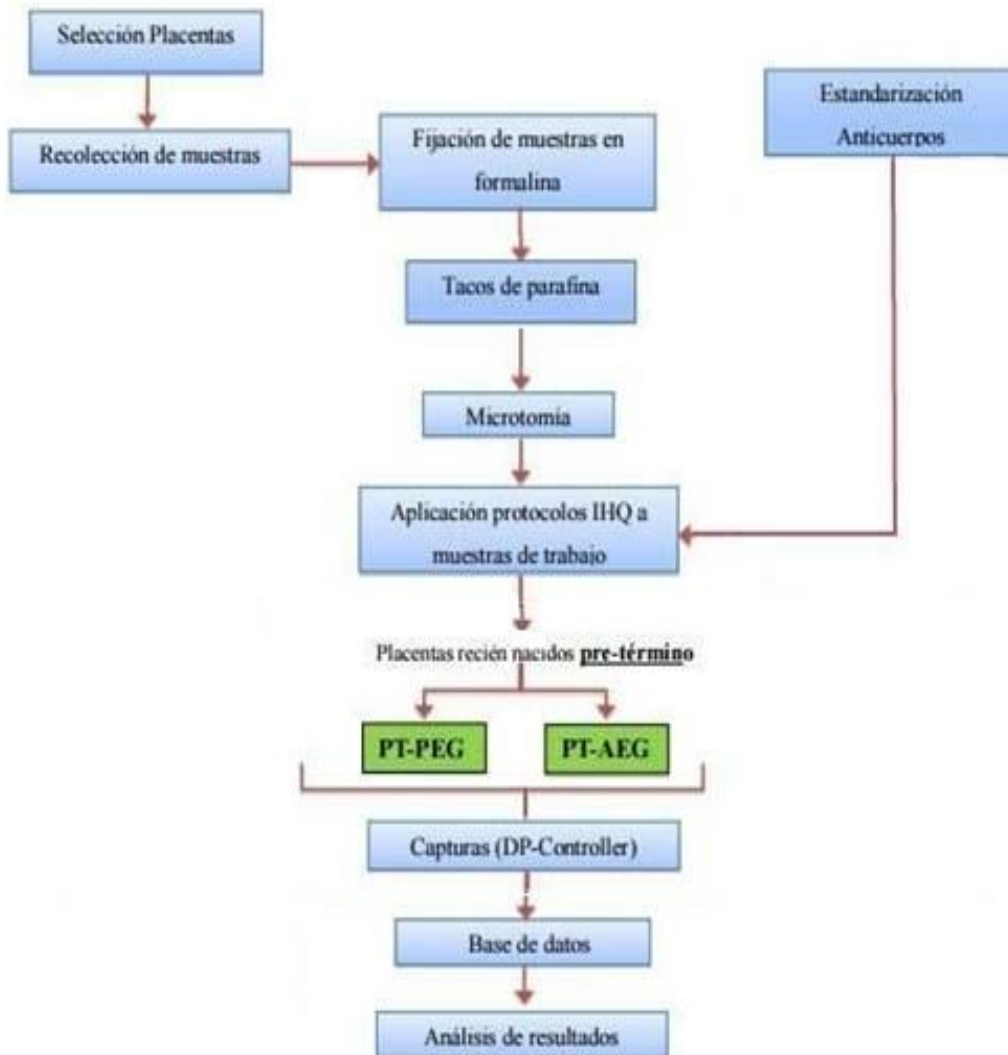 Selección Placentas
Recolección de muestras
Fijación de muestras en
formalina
Estandarización
Anticuerpos
Tacos de parafina
Microtomía
Aplicación protocolos IHQ a
muestras de trabajo
Placentas recién nacidos pre-término
PT-PEG
PT-AEG
Capturas (DP-Controller)
Base de datos
Análisis de resultados